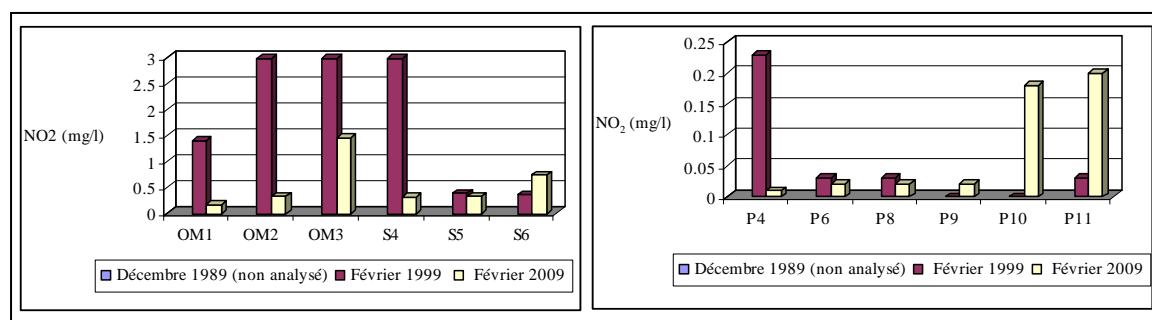 NO2 (mg/l)
3
2.5
2
1.5
1
0.5
0
OM1 OM2 OM3 S4 S5 S6
Décembre 1989 (non analysé) Février 1999 Février 2009
NO₂ (mg/l)
0.25
0.2
0.15
0.1
0.05
0
P4 P6 P8 P9 P10 P11
Décembre 1989 (non analysé) Février 1999 Février 2009